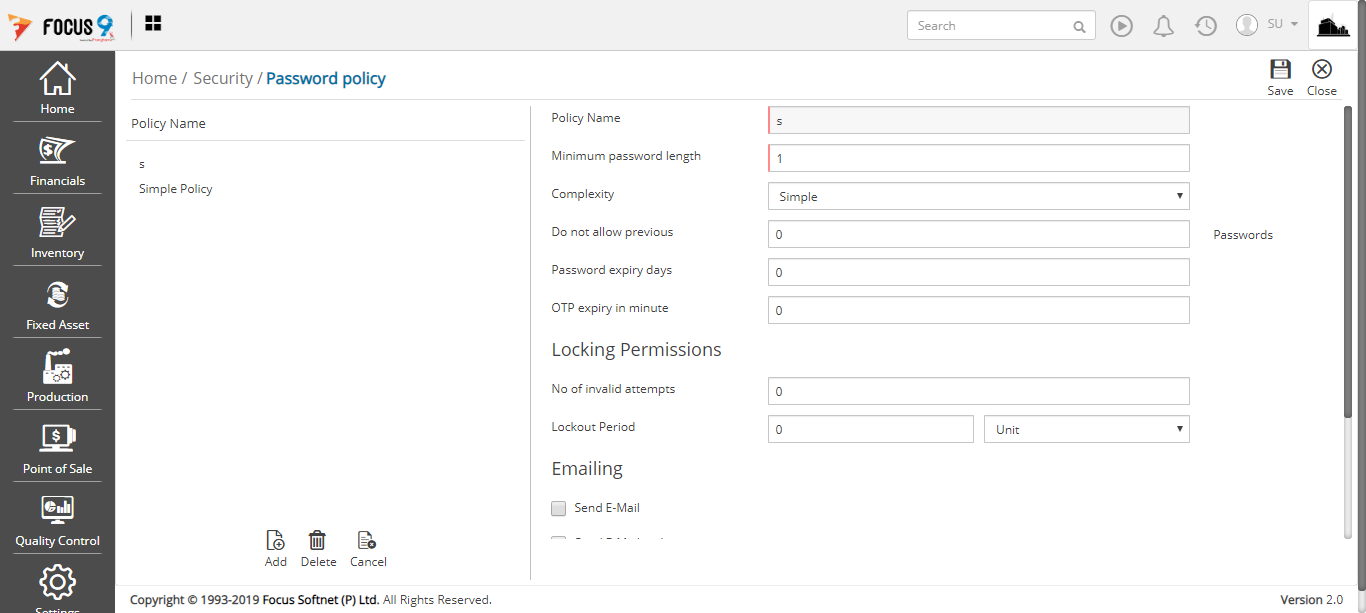 FOCUS 9
Search
SU
Home / Security / Password policy
Save
Close
Home
Financials
Inventory
Fixed Asset
Production
Point of Sale
Quality Control
Settings
Policy Name
s
Simple Policy
Add
Delete
Cancel
Policy Name
s
Minimum password length
1
Complexity
Simple
Do not allow previous
0
Passwords
Password expiry days
0
OTP expiry in minute
0
Locking Permissions
No of invalid attempts
0
Lockout Period
0
Unit
Emailing
Send E-Mail
Copyright © 1993-2019 Focus Softnet (P) Ltd. All Rights Reserved.
Version 2.0